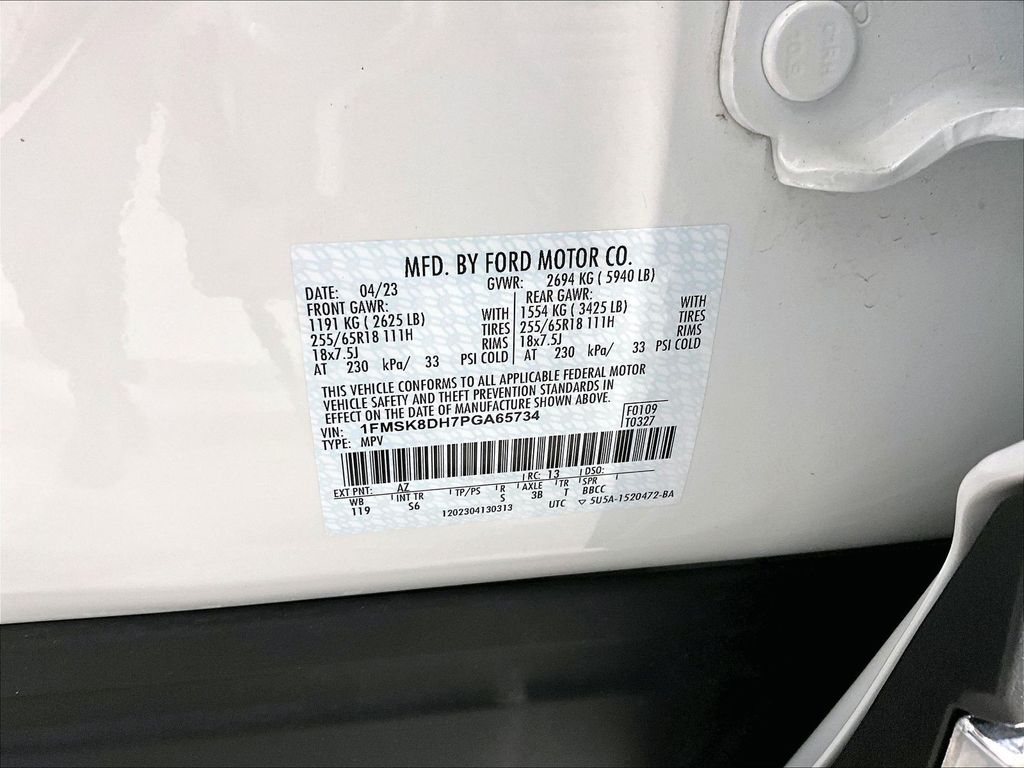 CFH
10.9
MFD. BY FORD MOTOR CO.
DATE: 04/23 GVWR: 2694 KG ( 5940 LB)
FRONT GAWR: REAR GAWR:
1191 KG ( 2625 LB) WITH 1554 KG ( 3425 LB) WITH
255/65R18 111H TIRES 255/65R18 111H TIRES
18x7.5J RIMS 18x7.5J RIMS
AT 230 kPa/ 33 PSI COLD AT 230 kPa/ 33 PSI COLD
THIS VEHICLE CONFORMS TO ALL APPLICABLE FEDERAL MOTOR
VEHICLE SAFETY AND THEFT PREVENTION STANDARDS IN
EFFECT ON THE DATE OF MANUFACTURE SHOWN ABOVE.
VIN: 1FMSK8DH7PGA65734 F0109
TYPE: MPV T0327
EXT PNT: AZ RC: 13 DSO:
WB INT TR TP/PS R AXLE TR SPR
119 S6 S 3B T BBCC
1202304130313 UTC ▽ 5U5A-1520472-BA